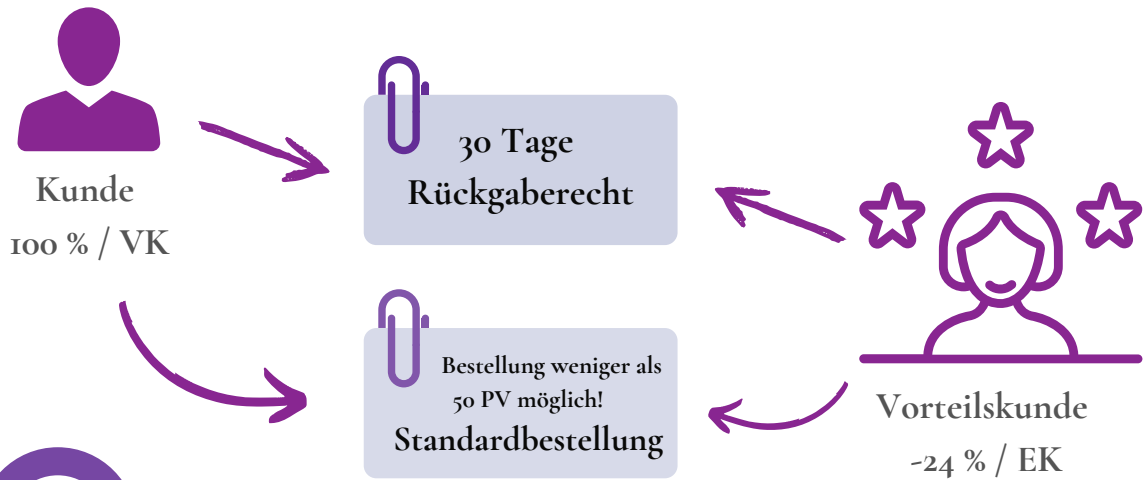 Kunde
100 % / VK
30 Tage
Rückgaberecht
Bestellung weniger als
50 PV möglich!
Standardbestellung
Vorteilskunde
-24 % / EK